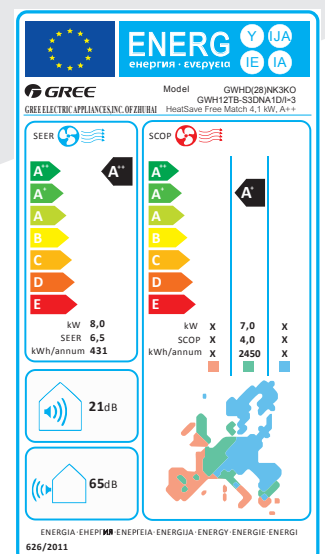 ENERG Y IJA
енергия · ενεργεια IE IA
GREE
GREE ELECTRIC APPLIANCES,INC. OF ZHUHAI
Model GWHD(28)NK3KO
GWH12TB-S3DNA1D/I×3
HeatSave Free Match 4,1 kW, A++
SEER
A++ A++
A+
A
B
C
D
E
kW 8,0
SEER 6,5
kWh/annum 431
SCOP
A++
A+ A+
A
B
C
D
E
kW X 7,0 X
SCOP X 4,0 X
kWh/annum X 2450 X
21dB
65dB
ENERGIA·ЕНЕРГИЯ·ΕΝΕΡΓΕΙΑ·ENERGIJA·ENERGY·ENERGIE·ENERGI
626/2011